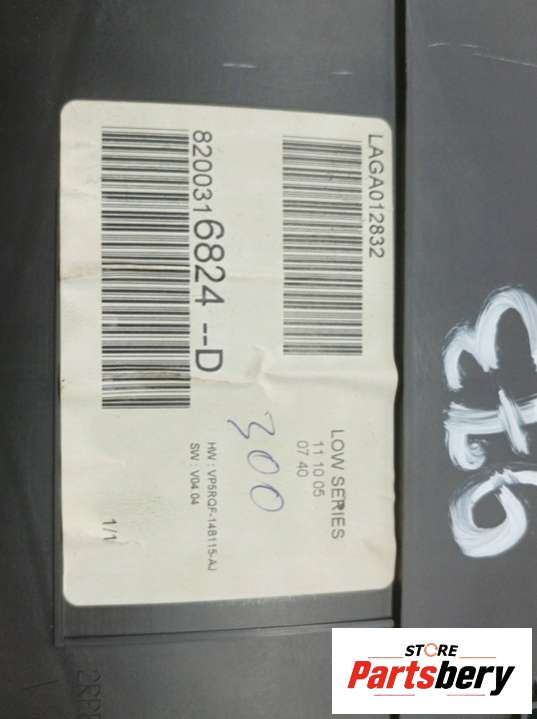 LAGA012832
LOW SERIES
11 10 05
07 40
8200316824 --D
300
HW : VP5RQF-14B115-AJ
SW : V04 04
1/1
973
STORE
Partsbery